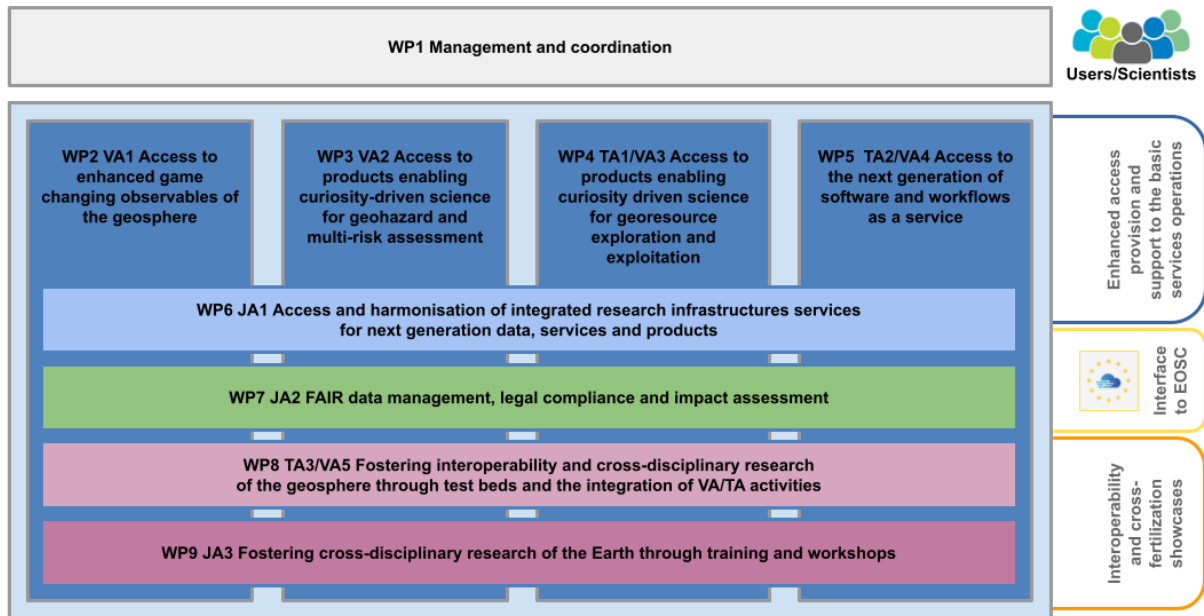 WP1 Management and coordination
Users/Scientists
WP2 VA1 Access to
enhanced game
changing observables of
the geosphere
WP3 VA2 Access to
products enabling
curiosity-driven science
for geohazard and
multi-risk assessment
WP4 TA1/VA3 Access to
products enabling
curiosity driven science
for georesource
exploration and
exploitation
WP5 TA2/VA4 Access to
the next generation of
software and workflows
as a service
WP6 JA1 Access and harmonisation of integrated research infrastructures services
for next generation data, services and products
WP7 JA2 FAIR data management, legal compliance and impact assessment
WP8 TA3/VA5 Fostering interoperability and cross-disciplinary research
of the geosphere through test beds and the integration of VA/TA activities
WP9 JA3 Fostering cross-disciplinary research of the Earth through training and workshops
Enhanced access
provision and
support to the basic
services operations
Interface
to EOSC
Interoperability
and cross-
fertilization
showcases